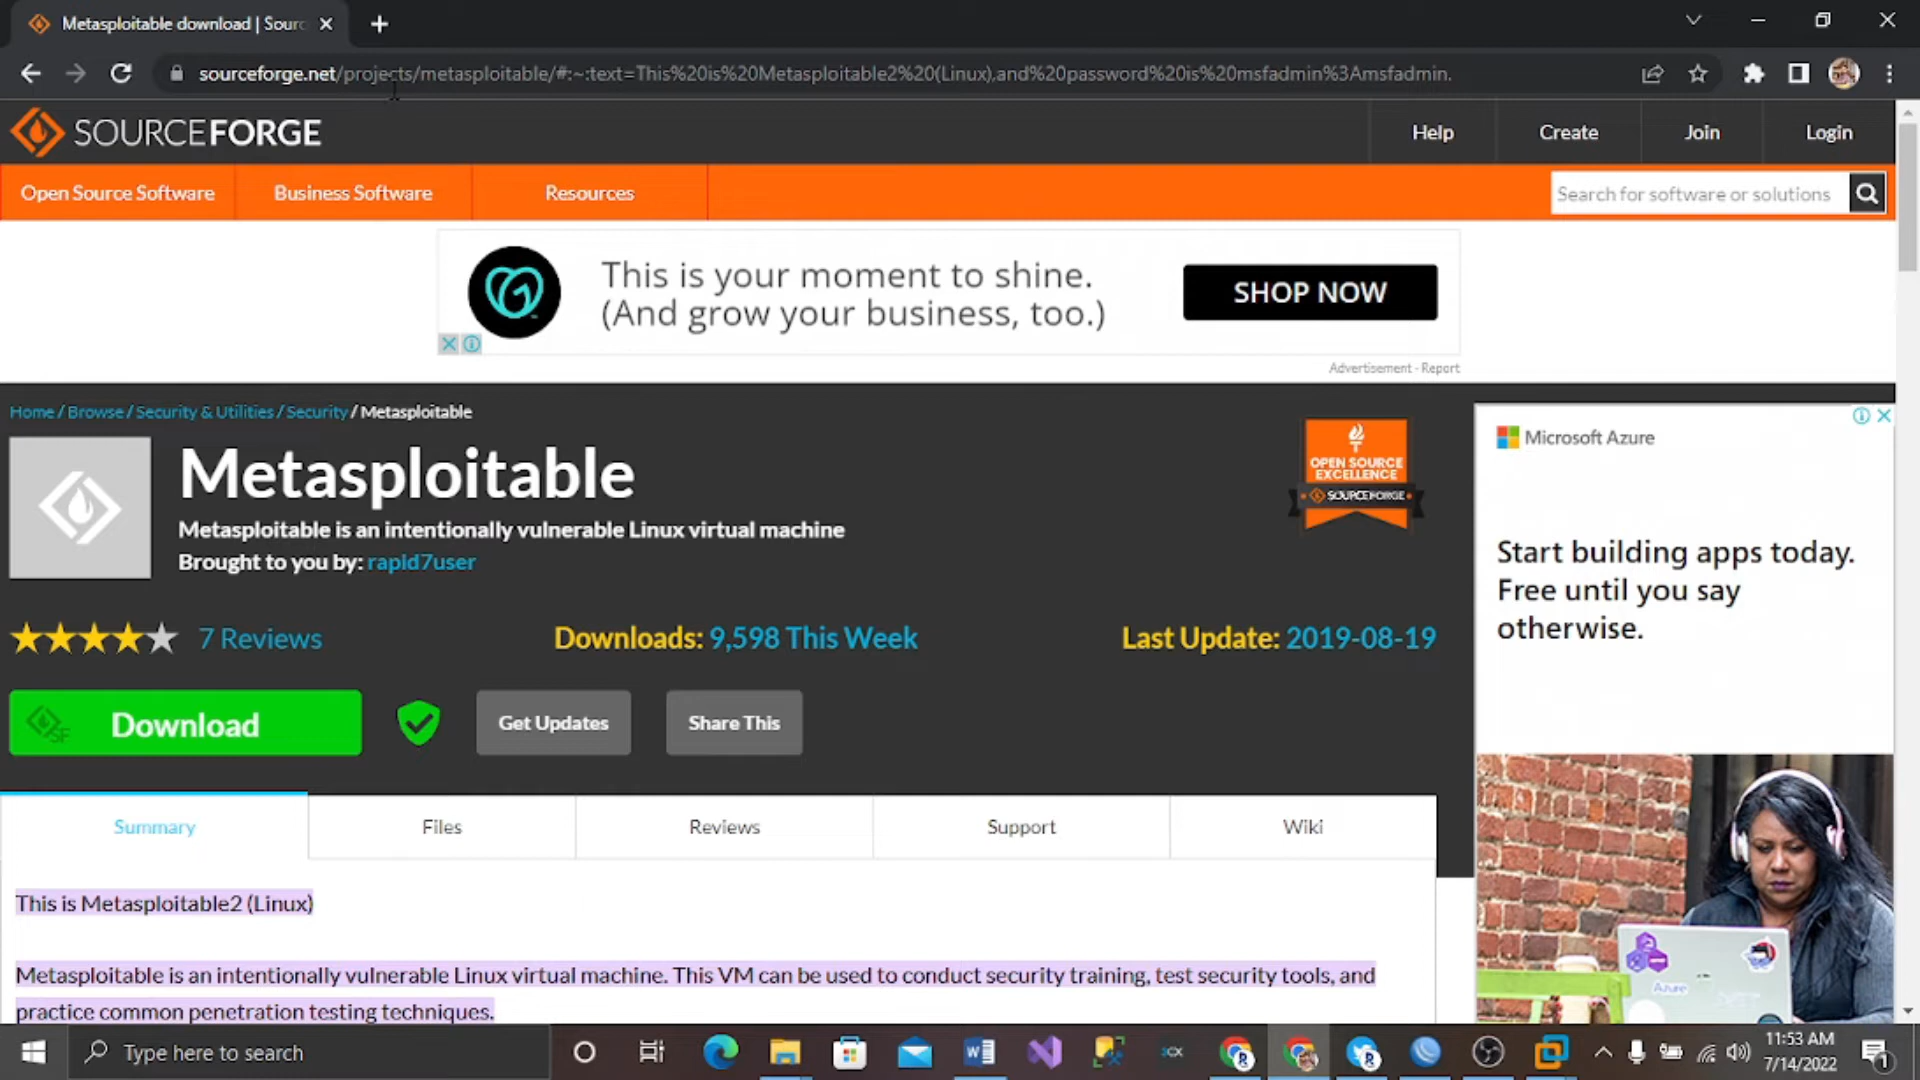 Metasploitable download | Sourc
sourceforge.net/projects/metasploitable/#:~:text=This%20is%20Metasploitable2%20(Linux),and%20password%20is%20msfadmin%3Amsfadmin.
SOURCEFORGE
Help
Create
Join
Login
Open Source Software
Business Software
Resources
Search for software or solutions
This is your moment to shine.
(And grow your business, too.)
SHOP NOW
Advertisement - Report
Home / Browse / Security & Utilities / Security / Metasploitable
Metasploitable
Metasploitable is an intentionally vulnerable Linux virtual machine
Brought to you by: rapid7user
OPEN SOURCE
EXCELLENCE
SOURCEFORGE
Microsoft Azure
Start building apps today.
Free until you say
otherwise.
7 Reviews
Downloads: 9,598 This Week
Last Update: 2019-08-19
SF
Download
Get Updates
Share This
Summary
Files
Reviews
Support
Wiki
This is Metasploitable2 (Linux)
Metasploitable is an intentionally vulnerable Linux virtual machine. This VM can be used to conduct security training, test security tools, and
practice common penetration testing techniques.
Azure
Type here to search
11:53 AM
7/14/2022
1